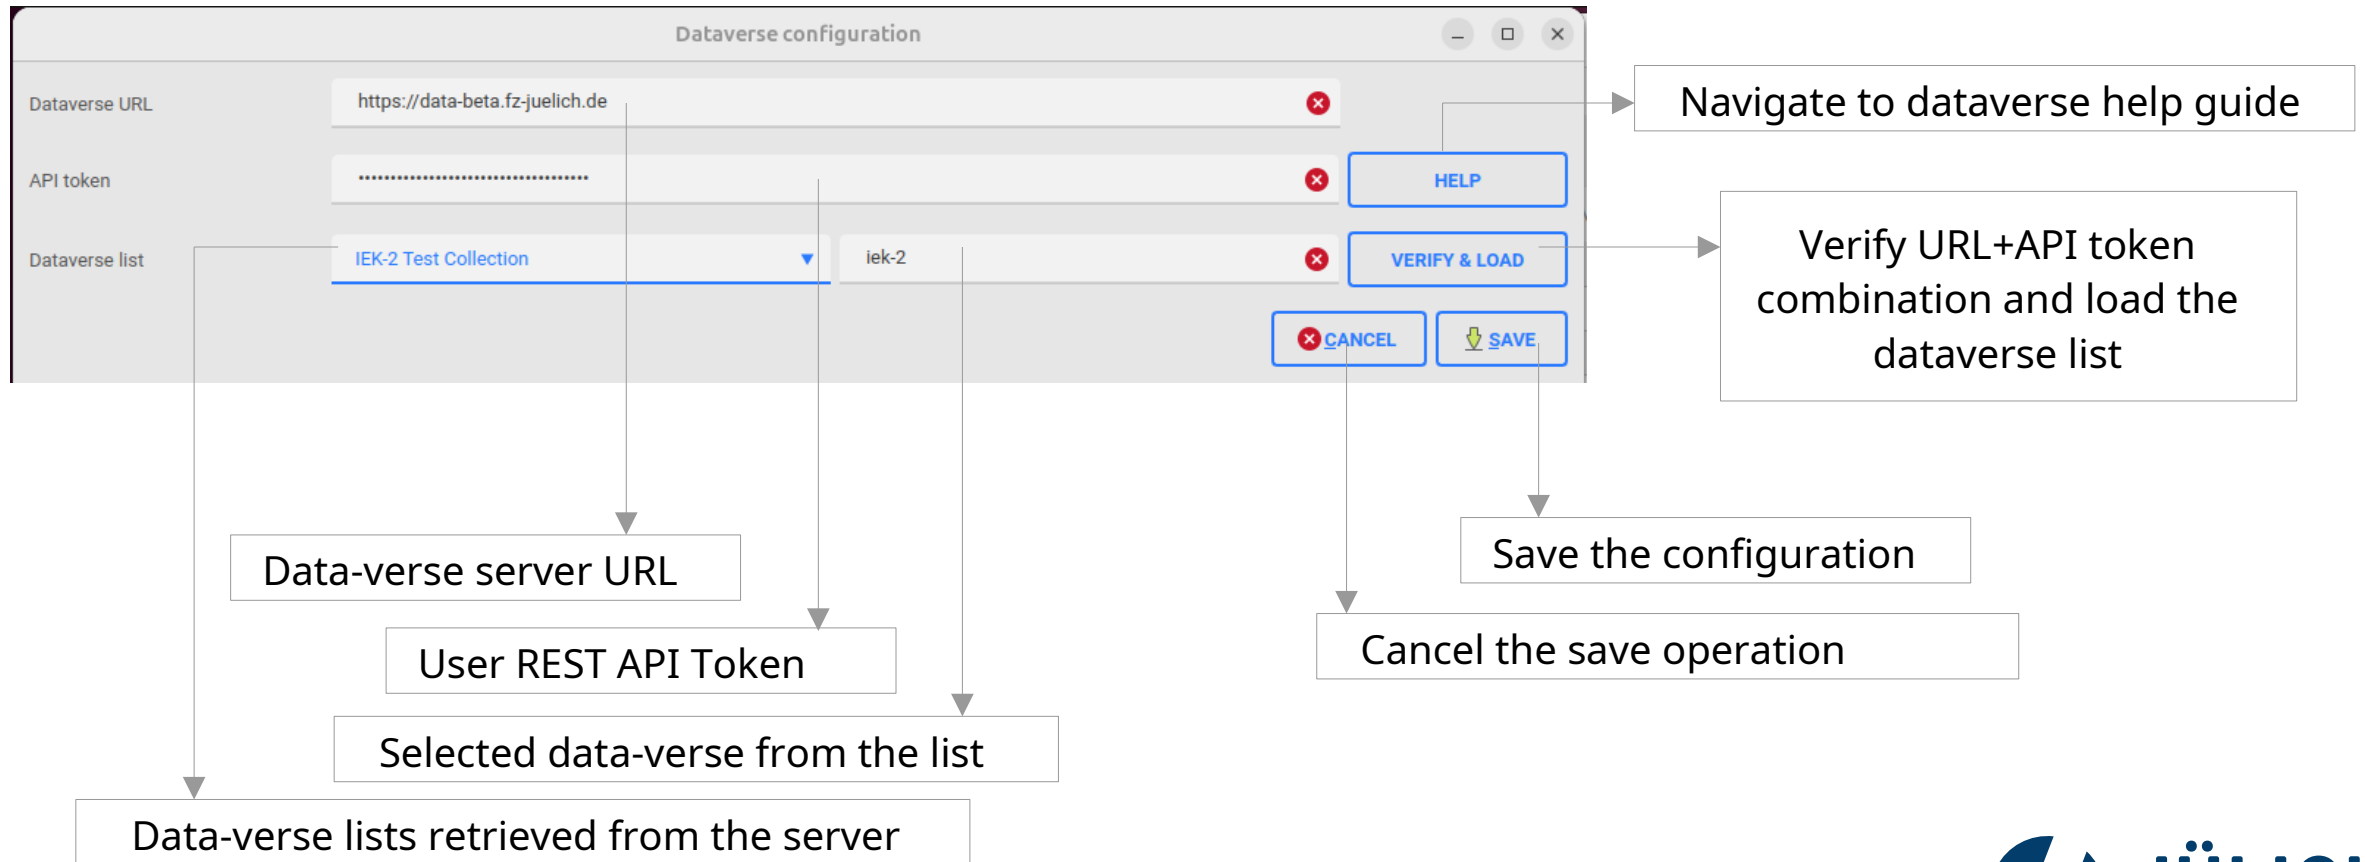 Dataverse configuration
Dataverse URL
https://data-beta.fz-juelich.de
Navigate to dataverse help guide
API token
HELP
Dataverse list
IEK-2 Test Collection
iek-2
VERIFY & LOAD
Verify URL+API token
combination and load the
dataverse list
CANCEL
SAVE
Data-verse server URL
Save the configuration
User REST API Token
Cancel the save operation
Selected data-verse from the list
Data-verse lists retrieved from the server